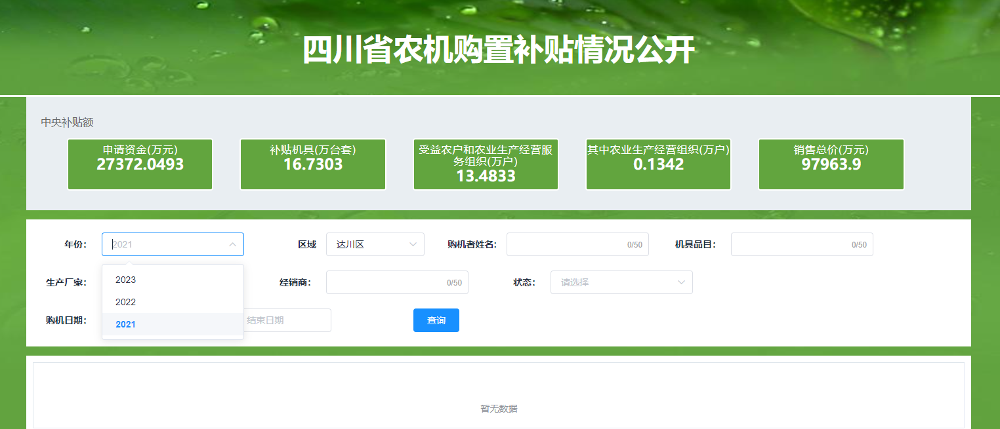 四川省农机购置补贴情况公开
中央补贴额
申请资金(万元)
27372.0493
补贴机具(万台套)
16.7303
受益农户和农业生产经营服
务组织(万户)
13.4833
其中农业生产经营组织(万户)
0.1342
销售总价(万元)
97963.9
年份： 2021 区域 达川区 购机者姓名： 0/50 机具品目： 0/50
2023
2022
2021
生产厂家： 经销商： 0/50 状态： 请选择
购机日期： 结束日期 查询
暂无数据